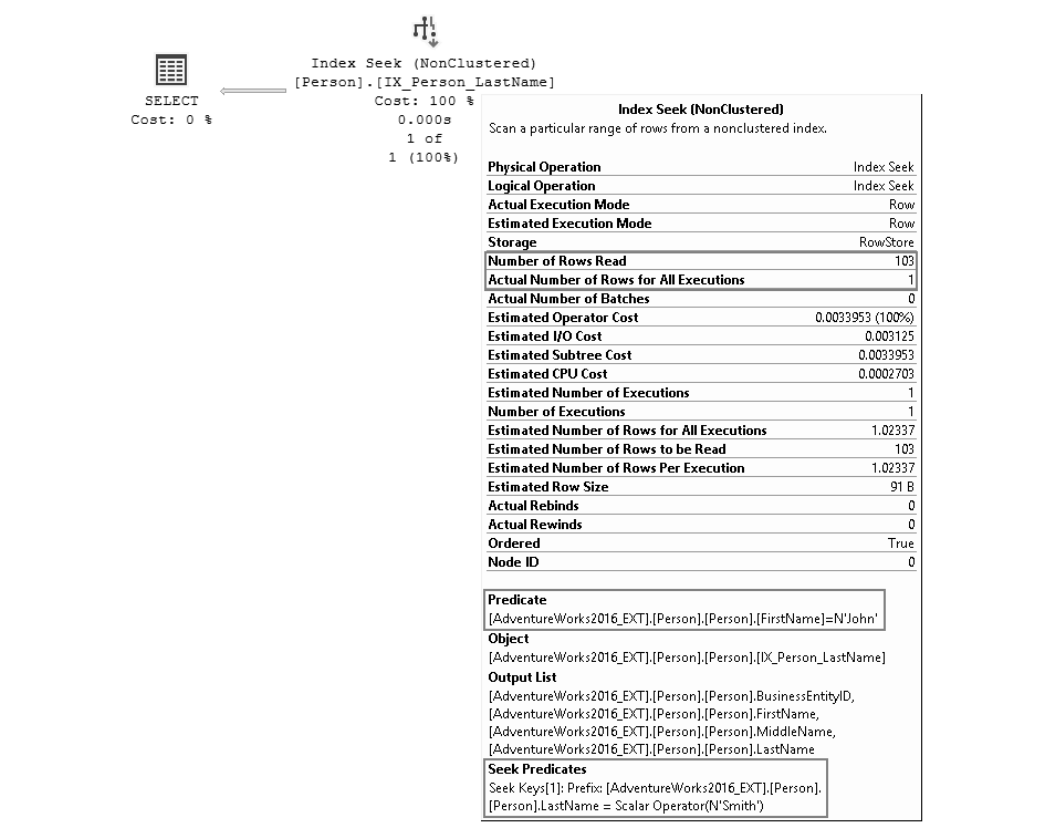 Index Seek (NonClustered)
[Person].[IX_Person_LastName]
Cost: 100 %
0.000s
1 of
1 (100%)
SELECT
Cost: 0 %
Index Seek (NonClustered)
Scan a particular range of rows from a nonclustered index.
Physical Operation Index Seek
Logical Operation Index Seek
Actual Execution Mode Row
Estimated Execution Mode Row
Storage RowStore
Number of Rows Read 103
Actual Number of Rows for All Executions 1
Actual Number of Batches 0
Estimated Operator Cost 0.0033953 (100%)
Estimated I/O Cost 0.003125
Estimated Subtree Cost 0.0033953
Estimated CPU Cost 0.0002703
Estimated Number of Executions 1
Number of Executions 1
Estimated Number of Rows for All Executions 1.02337
Estimated Number of Rows to be Read 103
Estimated Number of Rows Per Execution 1.02337
Estimated Row Size 91 B
Actual Rebinds 0
Actual Rewinds 0
Ordered True
Node ID 0
Predicate
[AdventureWorks2016_EXT].[Person].[Person].[FirstName]=N'John'
Object
[AdventureWorks2016_EXT].[Person].[Person].[IX_Person_LastName]
Output List
[AdventureWorks2016_EXT].[Person].[Person].BusinessEntityID,
[AdventureWorks2016_EXT].[Person].[Person].FirstName,
[AdventureWorks2016_EXT].[Person].[Person].MiddleName,
[AdventureWorks2016_EXT].[Person].[Person].LastName
Seek Predicates
Seek Keys[1]: Prefix: [AdventureWorks2016_EXT].[Person].
[Person].LastName = Scalar Operator(N'Smith')